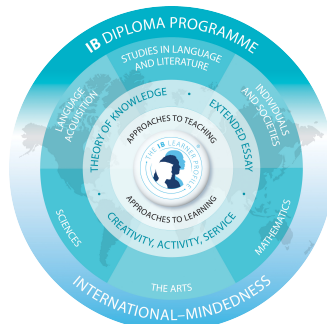 IB DIPLOMA PROGRAMME
STUDIES IN LANGUAGE
AND LITERATURE
LANGUAGE
ACQUISITION
INDIVIDUALS
AND SOCIETIES
THEORY OF KNOWLEDGE
EXTENDED ESSAY
APPROACHES TO TEACHING
THE IB LEARNER PROFILE
APPROACHES TO LEARNING
CREATIVITY, ACTIVITY, SERVICE
SCIENCES
MATHEMATICS
THE ARTS
INTERNATIONAL–MINDEDNESS